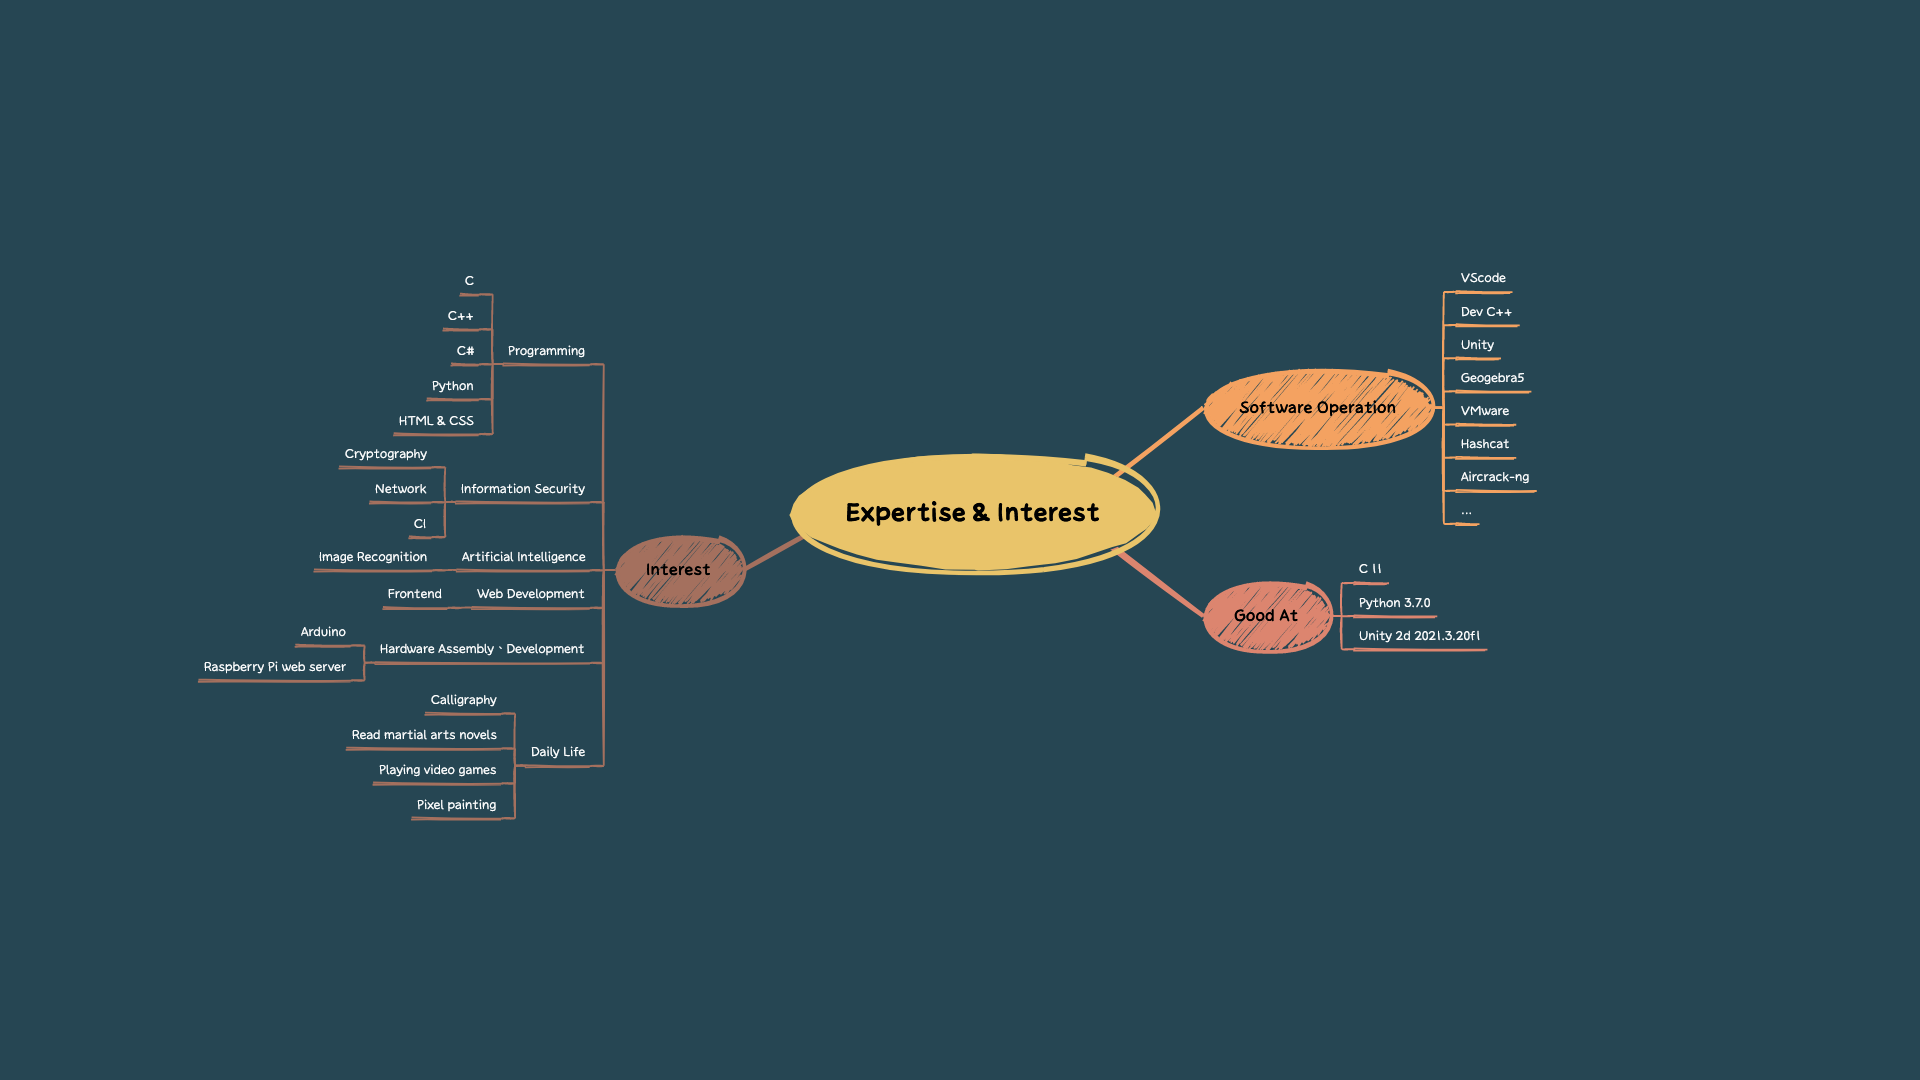 Expertise & Interest
Software Operation
VScode
Dev C++
Unity
Geogebra5
VMware
Hashcat
Aircrack-ng
...
Good At
C 11
Python 3.7.0
Unity 2d 2021.3.20f1
Interest
Programming
C
C++
C#
Python
HTML & CSS
Information Security
Cryptography
Network
CI
Artificial Intelligence
Image Recognition
Web Development
Frontend
Hardware Assembly、Development
Arduino
Raspberry Pi web server
Daily Life
Calligraphy
Read martial arts novels
Playing video games
Pixel painting